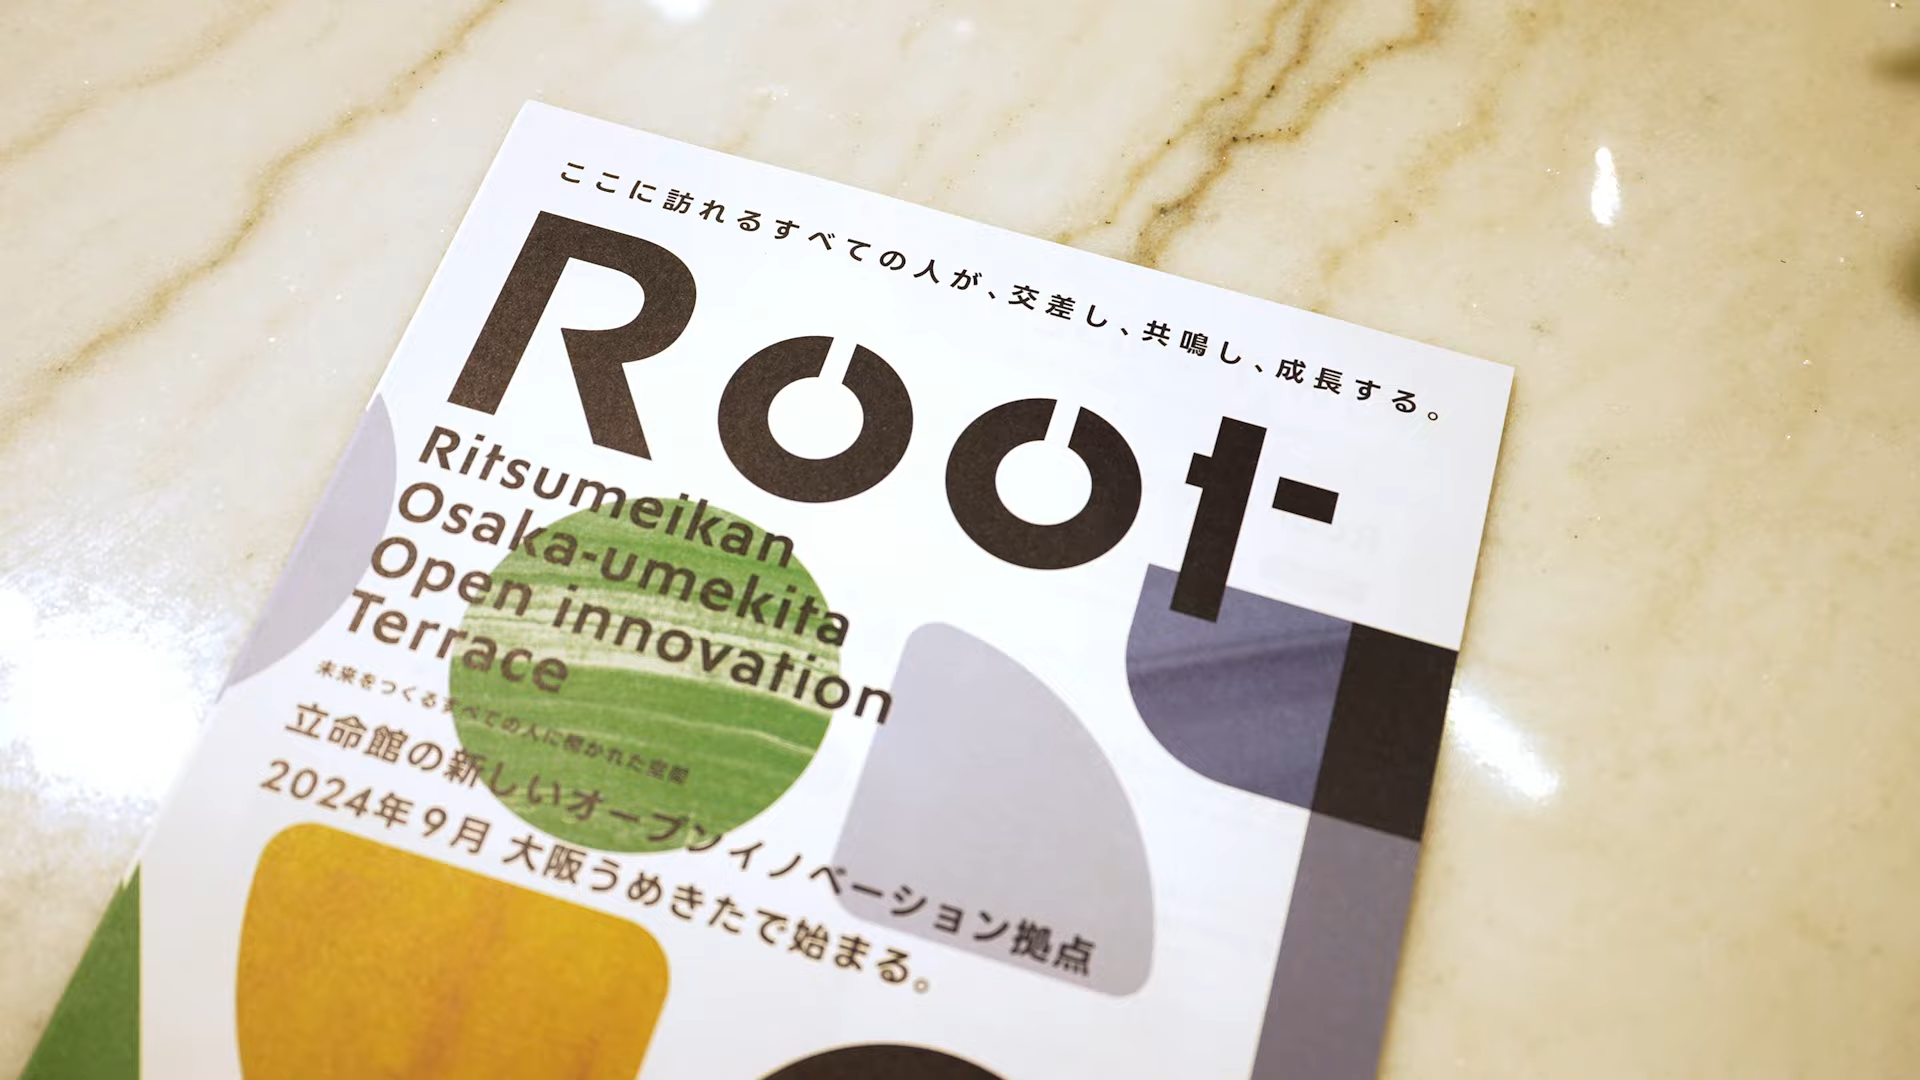 ここに訪れるすべての人が、交差し、共鳴し、成長する。
Root
Ritsumeikan
Osaka-umekita
Open innovation
Terrace
未来をつくるすべての人に開かれた空間
立命館の新しいオープンイノベーション拠点
2024年9月 大阪うめきたで始まる。